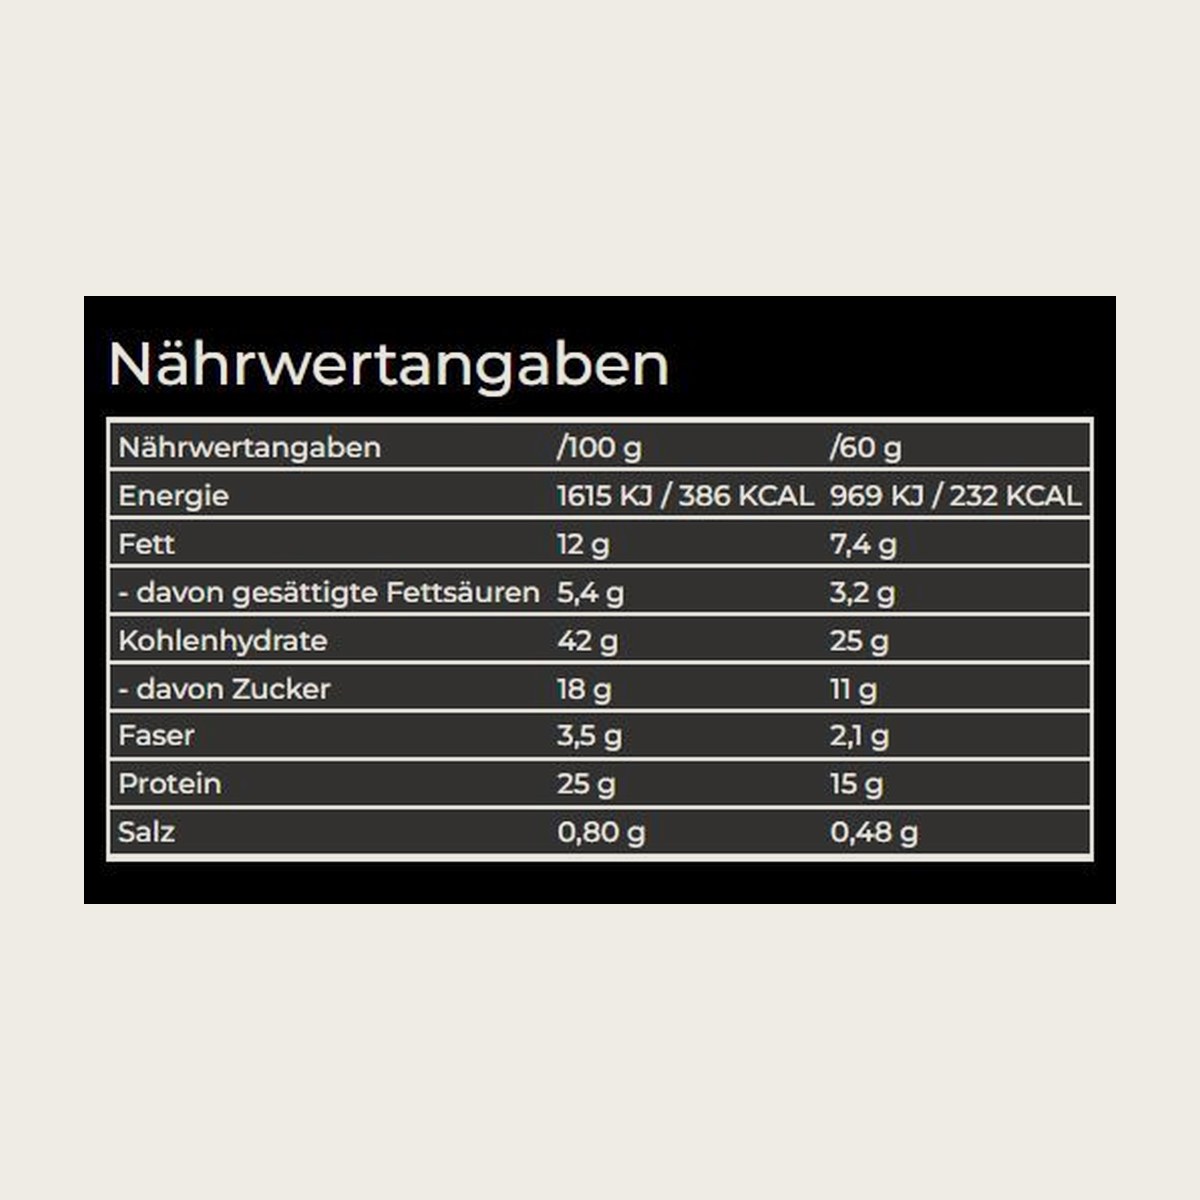 Nährwertangaben
Nährwertangaben /100 g /60 g
Energie 1615 KJ / 386 KCAL 969 KJ / 232 KCAL
Fett 12 g 7,4 g
- davon gesättigte Fettsäuren 5,4 g 3,2 g
Kohlenhydrate 42 g 25 g
- davon Zucker 18 g 11 g
Faser 3,5 g 2,1 g
Protein 25 g 15 g
Salz 0,80 g 0,48 g